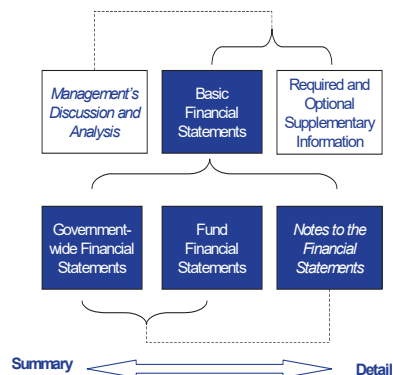 Management's
Discussion and
Analysis
Basic
Financial
Statements
Required and
Optional
Supplementary
Information
Government-
wide Financial
Statements
Fund
Financial
Statements
Notes to the
Financial
Statements
Summary
Detail